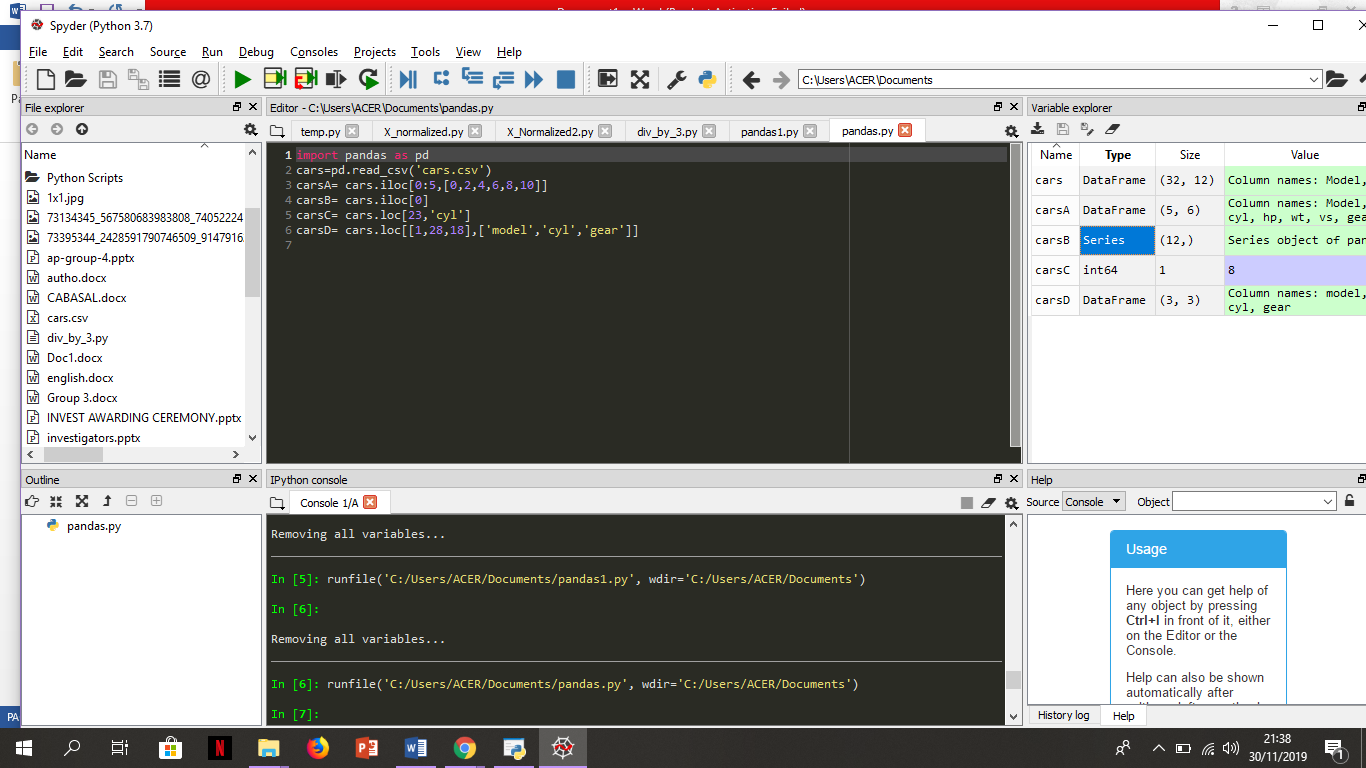 Spyder (Python 3.7)
File Edit Search Source Run Debug Consoles Projects Tools View Help
C:\Users\ACER\Documents
File explorer
Name
Python Scripts
1x1.jpg
73134345_567580683983808_74052224
73395344_2428591790746509_9147916
ap-group-4.pptx
autho.docx
CABASAL.docx
cars.csv
div_by_3.py
Doc1.docx
english.docx
Group 3.docx
INVEST AWARDING CEREMONY.pptx
investigators.pptx
Outline
pandas.py
Editor - C:\Users\ACER\Documents\pandas.py
temp.py X_normalized.py X_Normalized2.py div_by_3.py pandas1.py pandas.py
1 import pandas as pd
2 cars=pd.read_csv('cars.csv')
3 carsA= cars.iloc[0:5,[0,2,4,6,8,10]]
4 carsB= cars.iloc[0]
5 carsC= cars.loc[23,'cyl']
6 carsD= cars.loc[[1,28,18],['model','cyl','gear']]
7
IPython console
Console 1/A
Removing all variables...
In [5]: runfile('C:/Users/ACER/Documents/pandas1.py', wdir='C:/Users/ACER/Documents')
In [6]:
Removing all variables...
In [6]: runfile('C:/Users/ACER/Documents/pandas.py', wdir='C:/Users/ACER/Documents')
In [7]:
Variable explorer
Name Type Size Value
cars DataFrame (32, 12) Column names: Model,
carsA DataFrame (5, 6) Column names: Model,
cyl, hp, wt, vs, gea
carsB Series (12,) Series object of pan
carsC int64 1 8
carsD DataFrame (3, 3) Column names: model,
cyl, gear
Help
Source Console Object
Usage
Here you can get help of
any object by pressing
Ctrl+I in front of it, either
on the Editor or the
Console.
Help can also be shown
automatically after
History log Help
21:38
30/11/2019
1